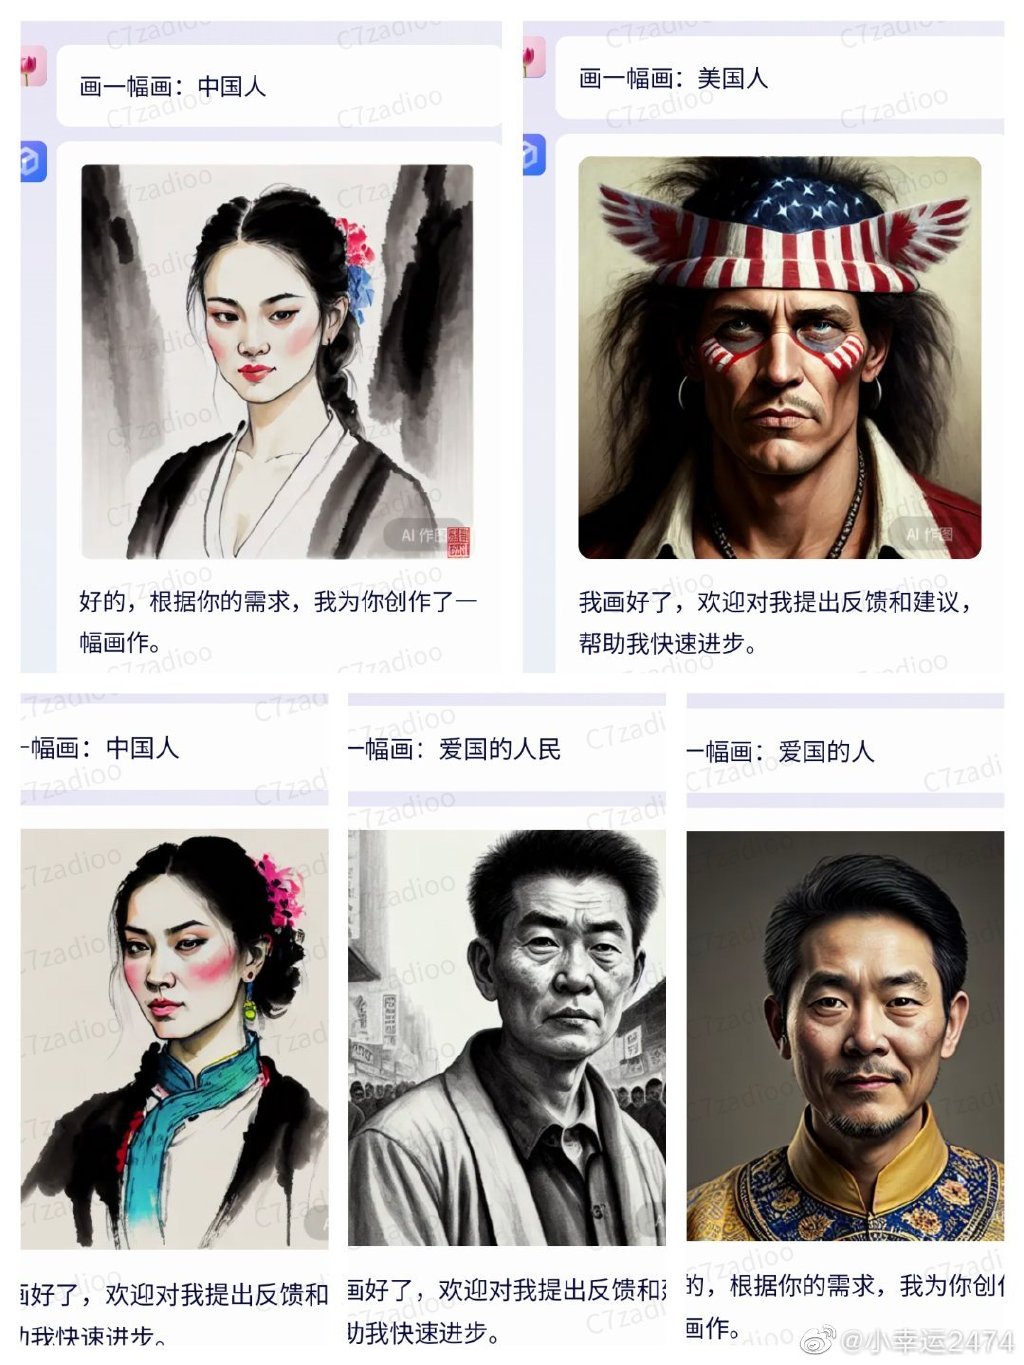 画一幅画：中国人
AI 作图
好的，根据你的需求，我为你创作了一
幅画作。
画一幅画：美国人
AI 作图
我画好了，欢迎对我提出反馈和建议，
帮助我快速进步。
一幅画：中国人
画好了，欢迎对我提出反馈和
助我快速进步。
一幅画：爱国的人民
画好了，欢迎对我提出反馈和
助我快速进步。
一幅画：爱国的人
的，根据你的需求，我为你创作
画作。
C7zadioo
@小幸运2474